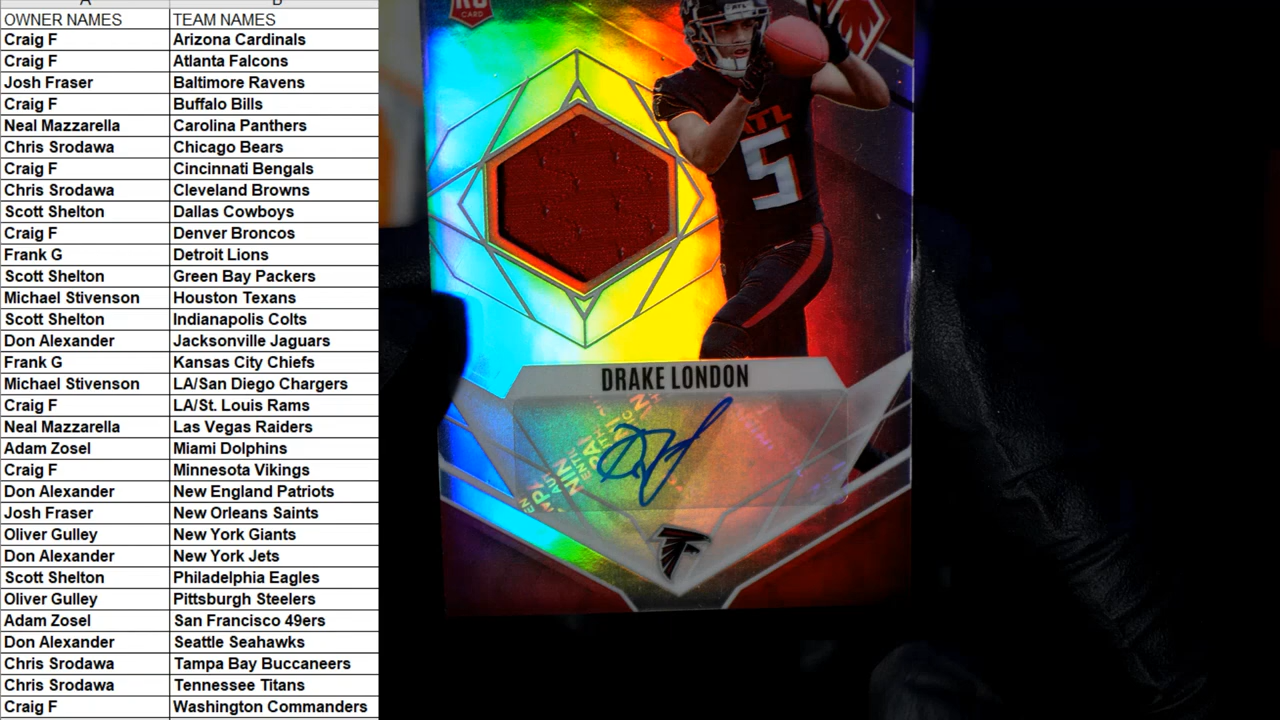 A B
OWNER NAMES TEAM NAMES
Craig F Arizona Cardinals
Craig F Atlanta Falcons
Josh Fraser Baltimore Ravens
Craig F Buffalo Bills
Neal Mazzarella Carolina Panthers
Chris Srodawa Chicago Bears
Craig F Cincinnati Bengals
Chris Srodawa Cleveland Browns
Scott Shelton Dallas Cowboys
Craig F Denver Broncos
Frank G Detroit Lions
Scott Shelton Green Bay Packers
Michael Stivenson Houston Texans
Scott Shelton Indianapolis Colts
Don Alexander Jacksonville Jaguars
Frank G Kansas City Chiefs
Michael Stivenson LA/San Diego Chargers
Craig F LA/St. Louis Rams
Neal Mazzarella Las Vegas Raiders
Adam Zosel Miami Dolphins
Craig F Minnesota Vikings
Don Alexander New England Patriots
Josh Fraser New Orleans Saints
Oliver Gulley New York Giants
Don Alexander New York Jets
Scott Shelton Philadelphia Eagles
Oliver Gulley Pittsburgh Steelers
Adam Zosel San Francisco 49ers
Don Alexander Seattle Seahawks
Chris Srodawa Tampa Bay Buccaneers
Chris Srodawa Tennessee Titans
Craig F Washington Commanders
CARD
ATL
ATL
5
DRAKE LONDON